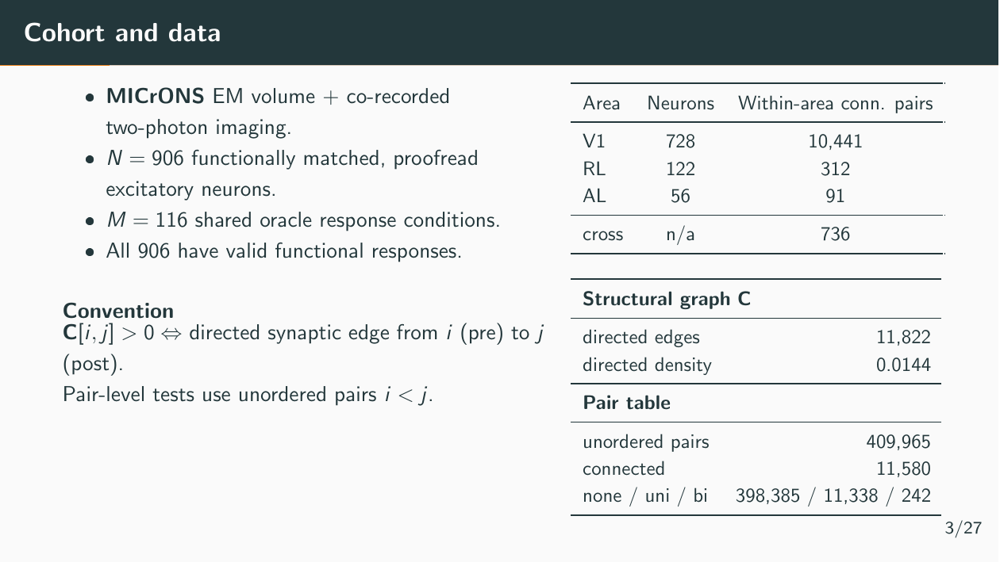 Cohort and data
• MICrONS EM volume + co-recorded
two-photon imaging.
• N = 906 functionally matched, proofread
excitatory neurons.
• M = 116 shared oracle response conditions.
• All 906 have valid functional responses.
Convention
C[i, j] > 0 ⇔ directed synaptic edge from i (pre) to j
(post).
Pair-level tests use unordered pairs i < j.
Area Neurons Within-area conn. pairs
V1 728 10,441
RL 122 312
AL 56 91
cross n/a 736
Structural graph C
directed edges 11,822
directed density 0.0144
Pair table
unordered pairs 409,965
connected 11,580
none / uni / bi 398,385 / 11,338 / 242
3/27